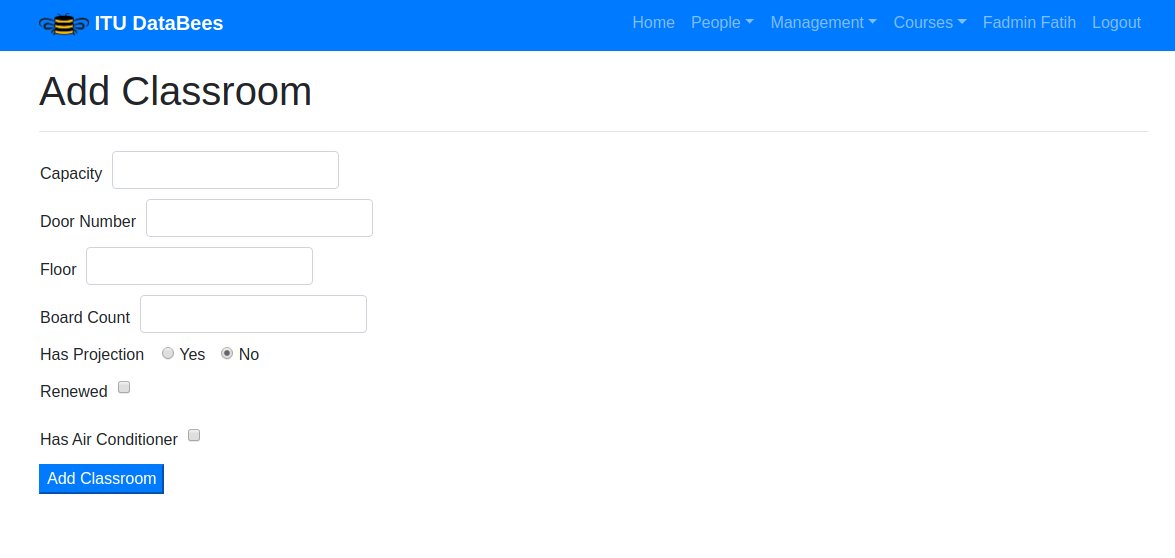 ITU DataBees Home People Management Courses Fadmin Fatih Logout
Add Classroom
Capacity
Door Number
Floor
Board Count
Has Projection Yes No
Renewed
Has Air Conditioner
Add Classroom